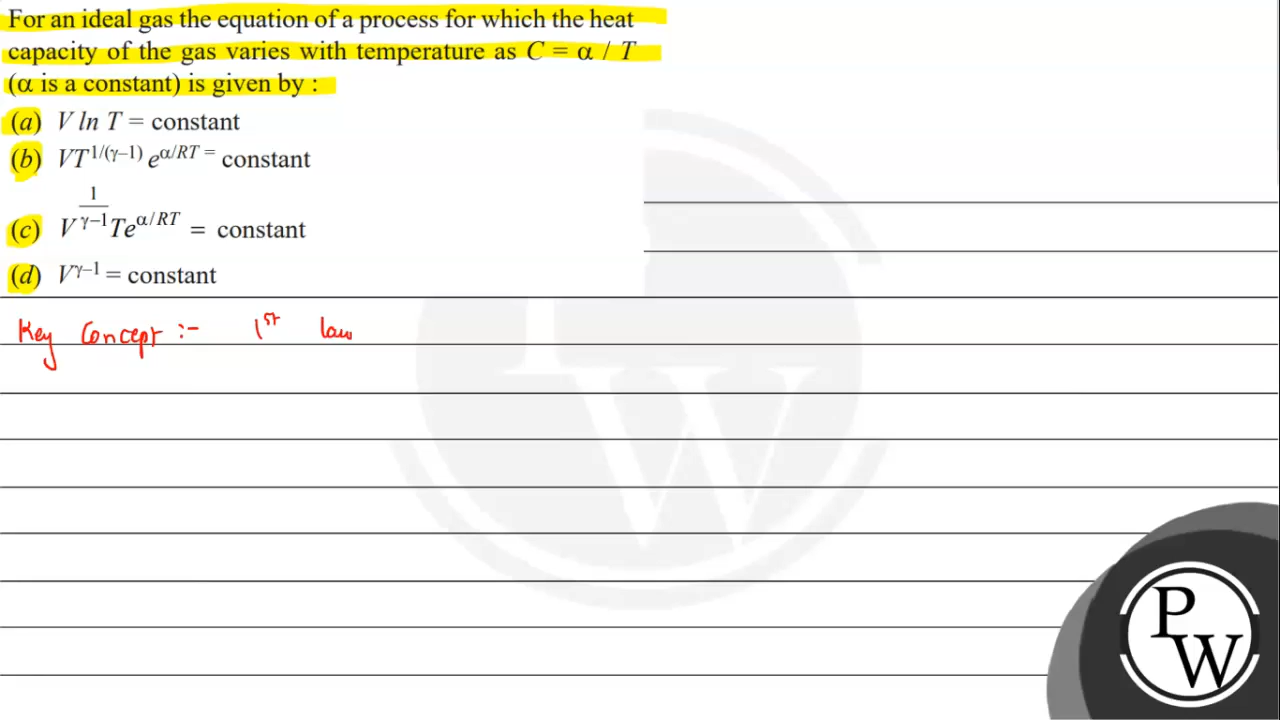 For an ideal gas the equation of a process for which the heat
capacity of the gas varies with temperature as C = α / T
(α is a constant) is given by :
(a) V ln T = constant
(b) VT^{1/(γ–1)} e^{α/RT =} constant
(c) V^{\frac{1}{γ–1}}Te^{α/RT} = constant
(d) V^{γ–1} = constant
Key Concept :- 1st law
P
W